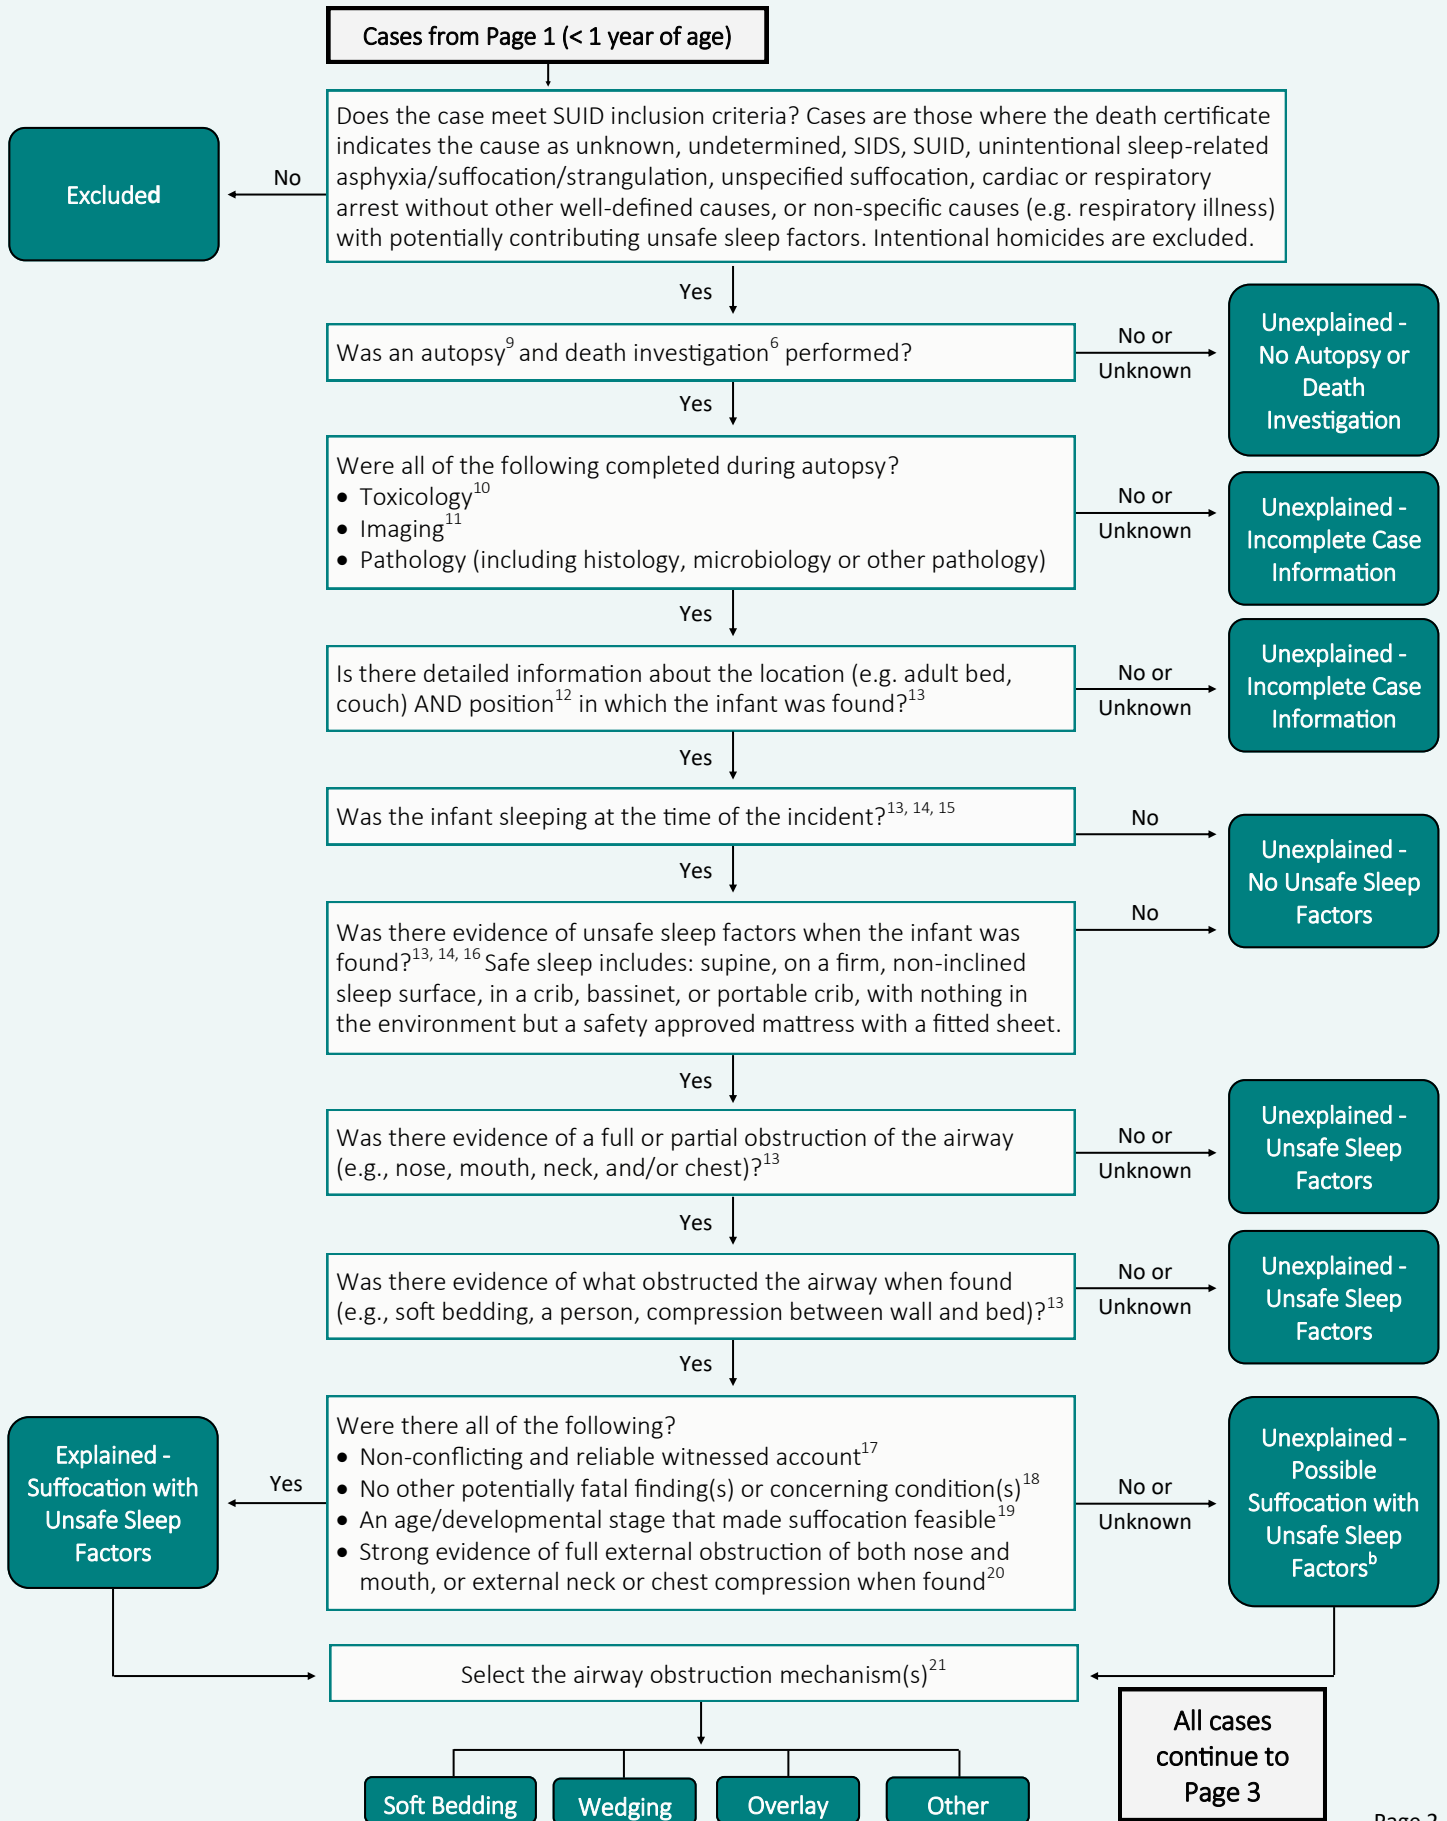 Cases from Page 1 (< 1 year of age)
Does the case meet SUID inclusion criteria? Cases are those where the death certificate
indicates the cause as unknown, undetermined, SIDS, SUID, unintentional sleep-related
asphyxia/suffocation/strangulation, unspecified suffocation, cardiac or respiratory
arrest without other well-defined causes, or non-specific causes (e.g. respiratory illness)
with potentially contributing unsafe sleep factors. Intentional homicides are excluded.
No
Excluded
Yes
Was an autopsy9 and death investigation6 performed?
No or
Unknown
Unexplained -
No Autopsy or
Death
Investigation
Yes
Were all of the following completed during autopsy?
• Toxicology10
• Imaging11
• Pathology (including histology, microbiology or other pathology)
No or
Unknown
Unexplained -
Incomplete Case
Information
Yes
Is there detailed information about the location (e.g. adult bed,
couch) AND position12 in which the infant was found?13
No or
Unknown
Unexplained -
Incomplete Case
Information
Yes
Was the infant sleeping at the time of the incident?13, 14, 15
No
Unexplained -
No Unsafe Sleep
Factors
Yes
Was there evidence of unsafe sleep factors when the infant was
found?13, 14, 16 Safe sleep includes: supine, on a firm, non-inclined
sleep surface, in a crib, bassinet, or portable crib, with nothing in
the environment but a safety approved mattress with a fitted sheet.
No
Yes
Was there evidence of a full or partial obstruction of the airway
(e.g., nose, mouth, neck, and/or chest)?13
No or
Unknown
Unexplained -
Unsafe Sleep
Factors
Yes
Was there evidence of what obstructed the airway when found
(e.g., soft bedding, a person, compression between wall and bed)?13
No or
Unknown
Unexplained -
Unsafe Sleep
Factors
Yes
Were there all of the following?
• Non-conflicting and reliable witnessed account17
• No other potentially fatal finding(s) or concerning condition(s)18
• An age/developmental stage that made suffocation feasible19
• Strong evidence of full external obstruction of both nose and
mouth, or external neck or chest compression when found20
Yes
Explained -
Suffocation with
Unsafe Sleep
Factors
No or
Unknown
Unexplained -
Possible
Suffocation with
Unsafe Sleep
Factorsb
Select the airway obstruction mechanism(s)21
Soft Bedding
Wedging
Overlay
Other
All cases
continue to
Page 3
Page 2